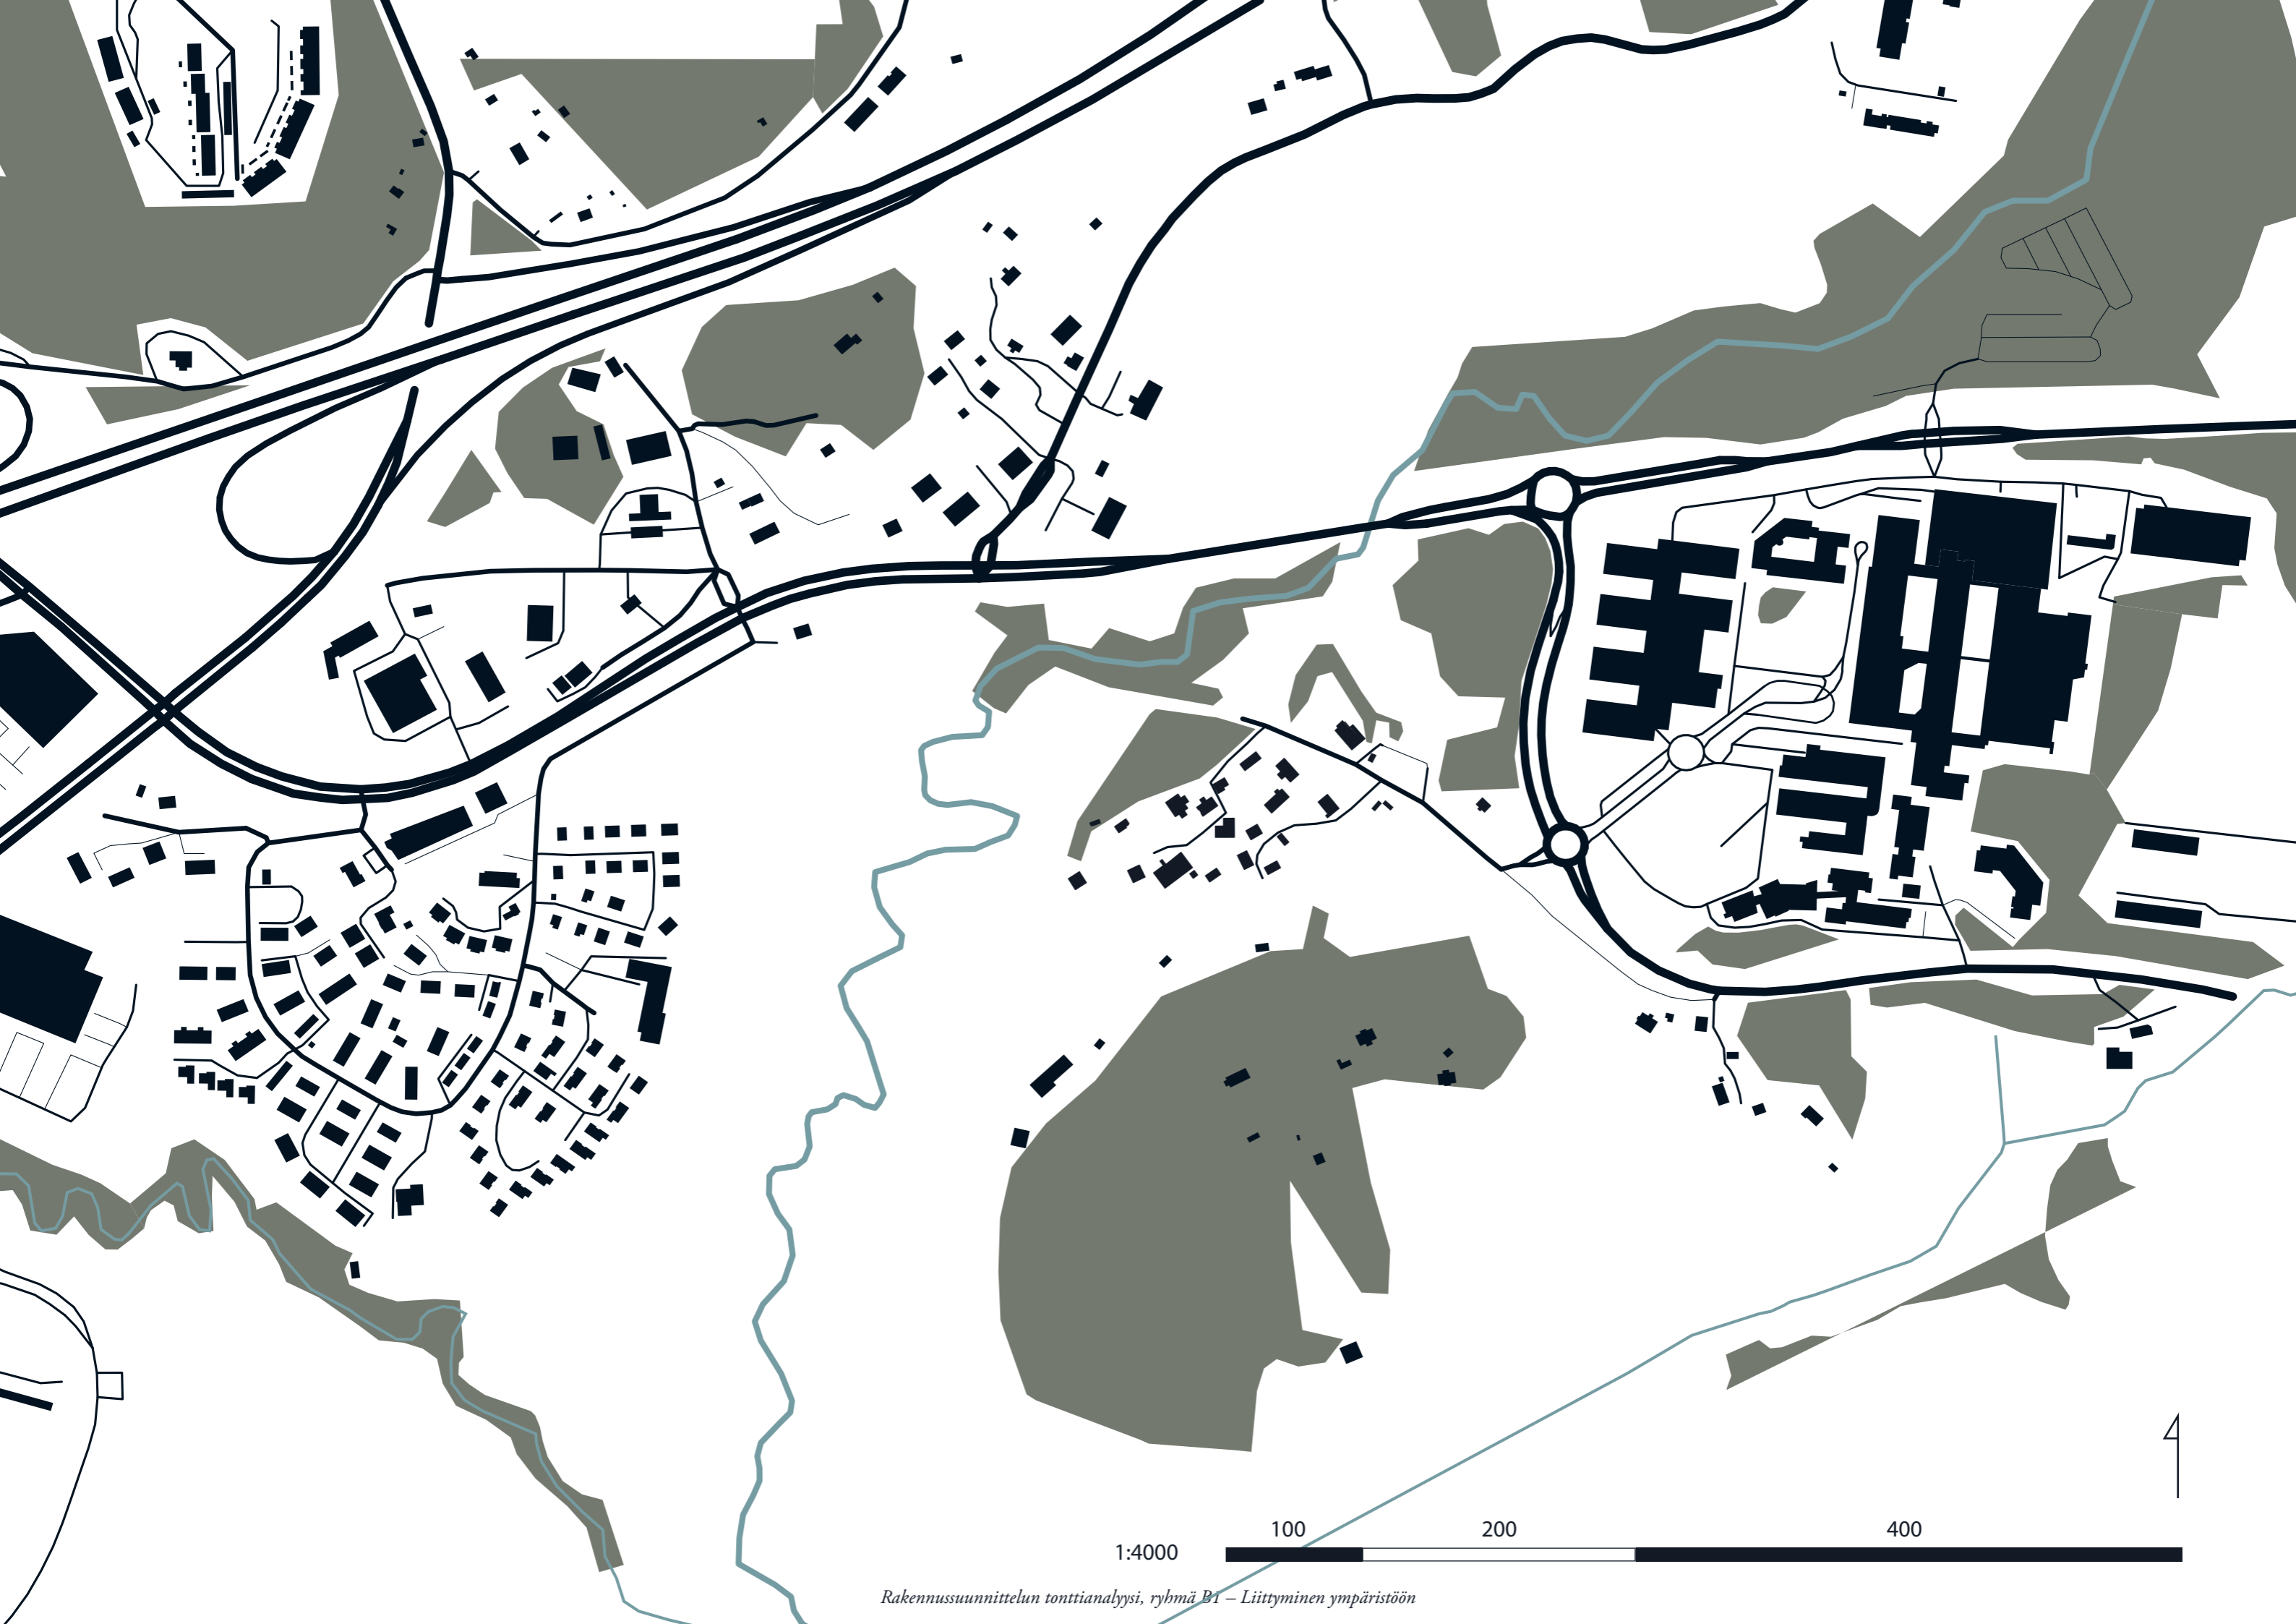 100 200 400
1:4000
Rakennussuunnittelun tonttianalyysi, ryhmä B1 – Liittyminen ympäristöön